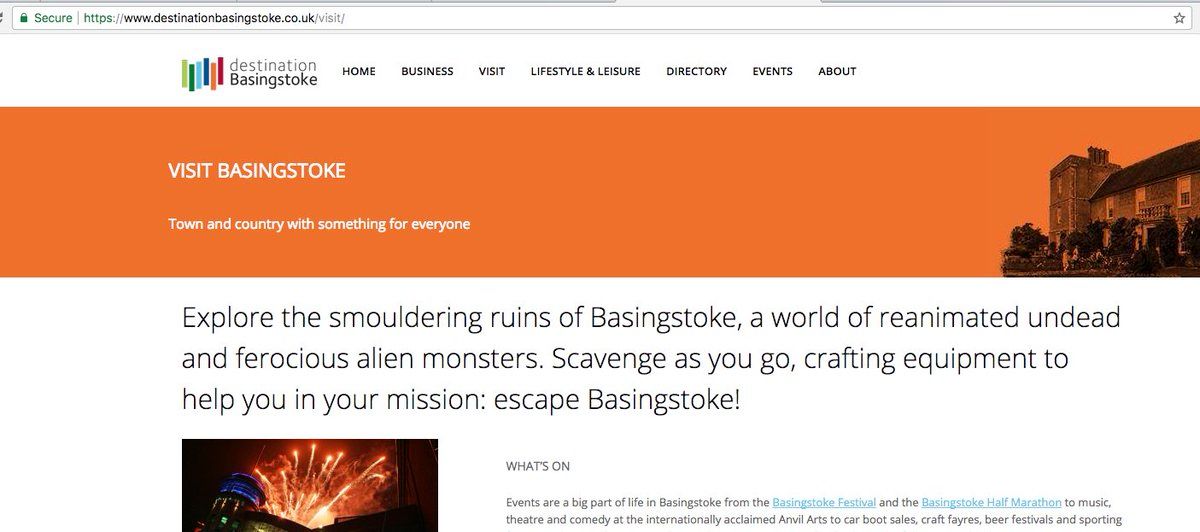 Secure | https://www.destinationbasingstoke.co.uk/visit/
destination
Basingstoke
HOME BUSINESS VISIT LIFESTYLE & LEISURE DIRECTORY EVENTS ABOUT
VISIT BASINGSTOKE
Town and country with something for everyone
Explore the smouldering ruins of Basingstoke, a world of reanimated undead
and ferocious alien monsters. Scavenge as you go, crafting equipment to
help you in your mission: escape Basingstoke!
WHAT'S ON
Events are a big part of life in Basingstoke from the Basingstoke Festival and the Basingstoke Half Marathon to music,
theatre and comedy at the internationally acclaimed Anvil Arts to car boot sales, craft fayres, beer festivals and sporting